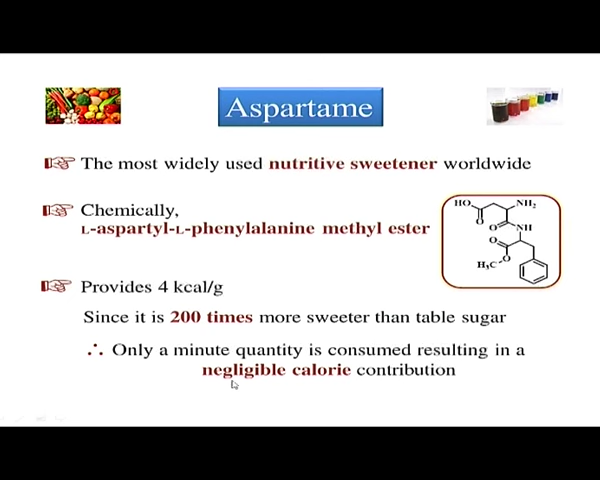 Aspartame
The most widely used nutritive sweetener worldwide
Chemically,
L-aspartyl-L-phenylalanine methyl ester
HO
NH₂
O
O
NH
O
O
H₃C
Provides 4 kcal/g
Since it is 200 times more sweeter than table sugar
∴ Only a minute quantity is consumed resulting in a
negligible calorie contribution